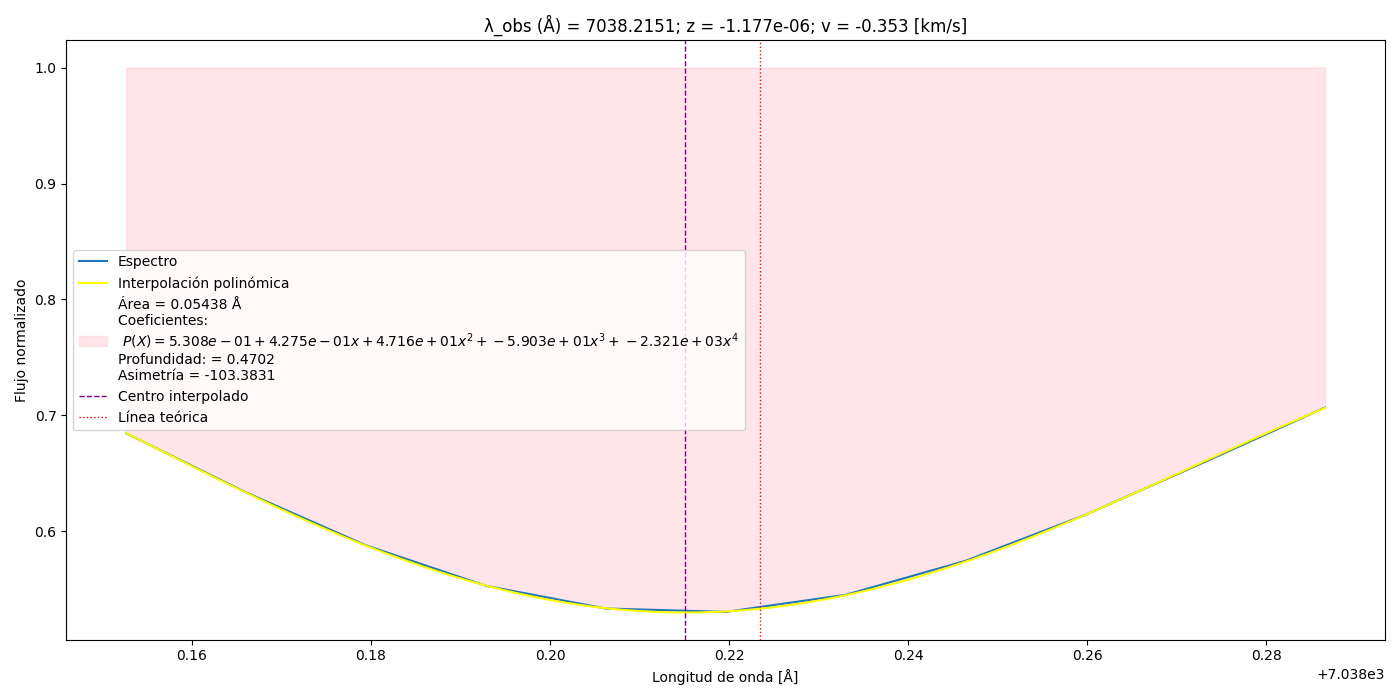 λ_obs (Å) = 7038.2151; z = -1.177e-06; v = -0.353 [km/s]
Flujo normalizado
1.0
0.9
0.8
0.7
0.6
Espectro
Interpolación polinómica
Área = 0.05438 Å
Coeficientes:
P(X) = 5.308e − 01 + 4.275e − 01x + 4.716e + 01x² + −5.903e + 01x³ + −2.321e + 03x⁴
Profundidad: = 0.4702
Asimetría = -103.3831
Centro interpolado
Línea teórica
0.16 0.18 0.20 0.22 0.24 0.26 0.28
+7.038e3
Longitud de onda [Å]